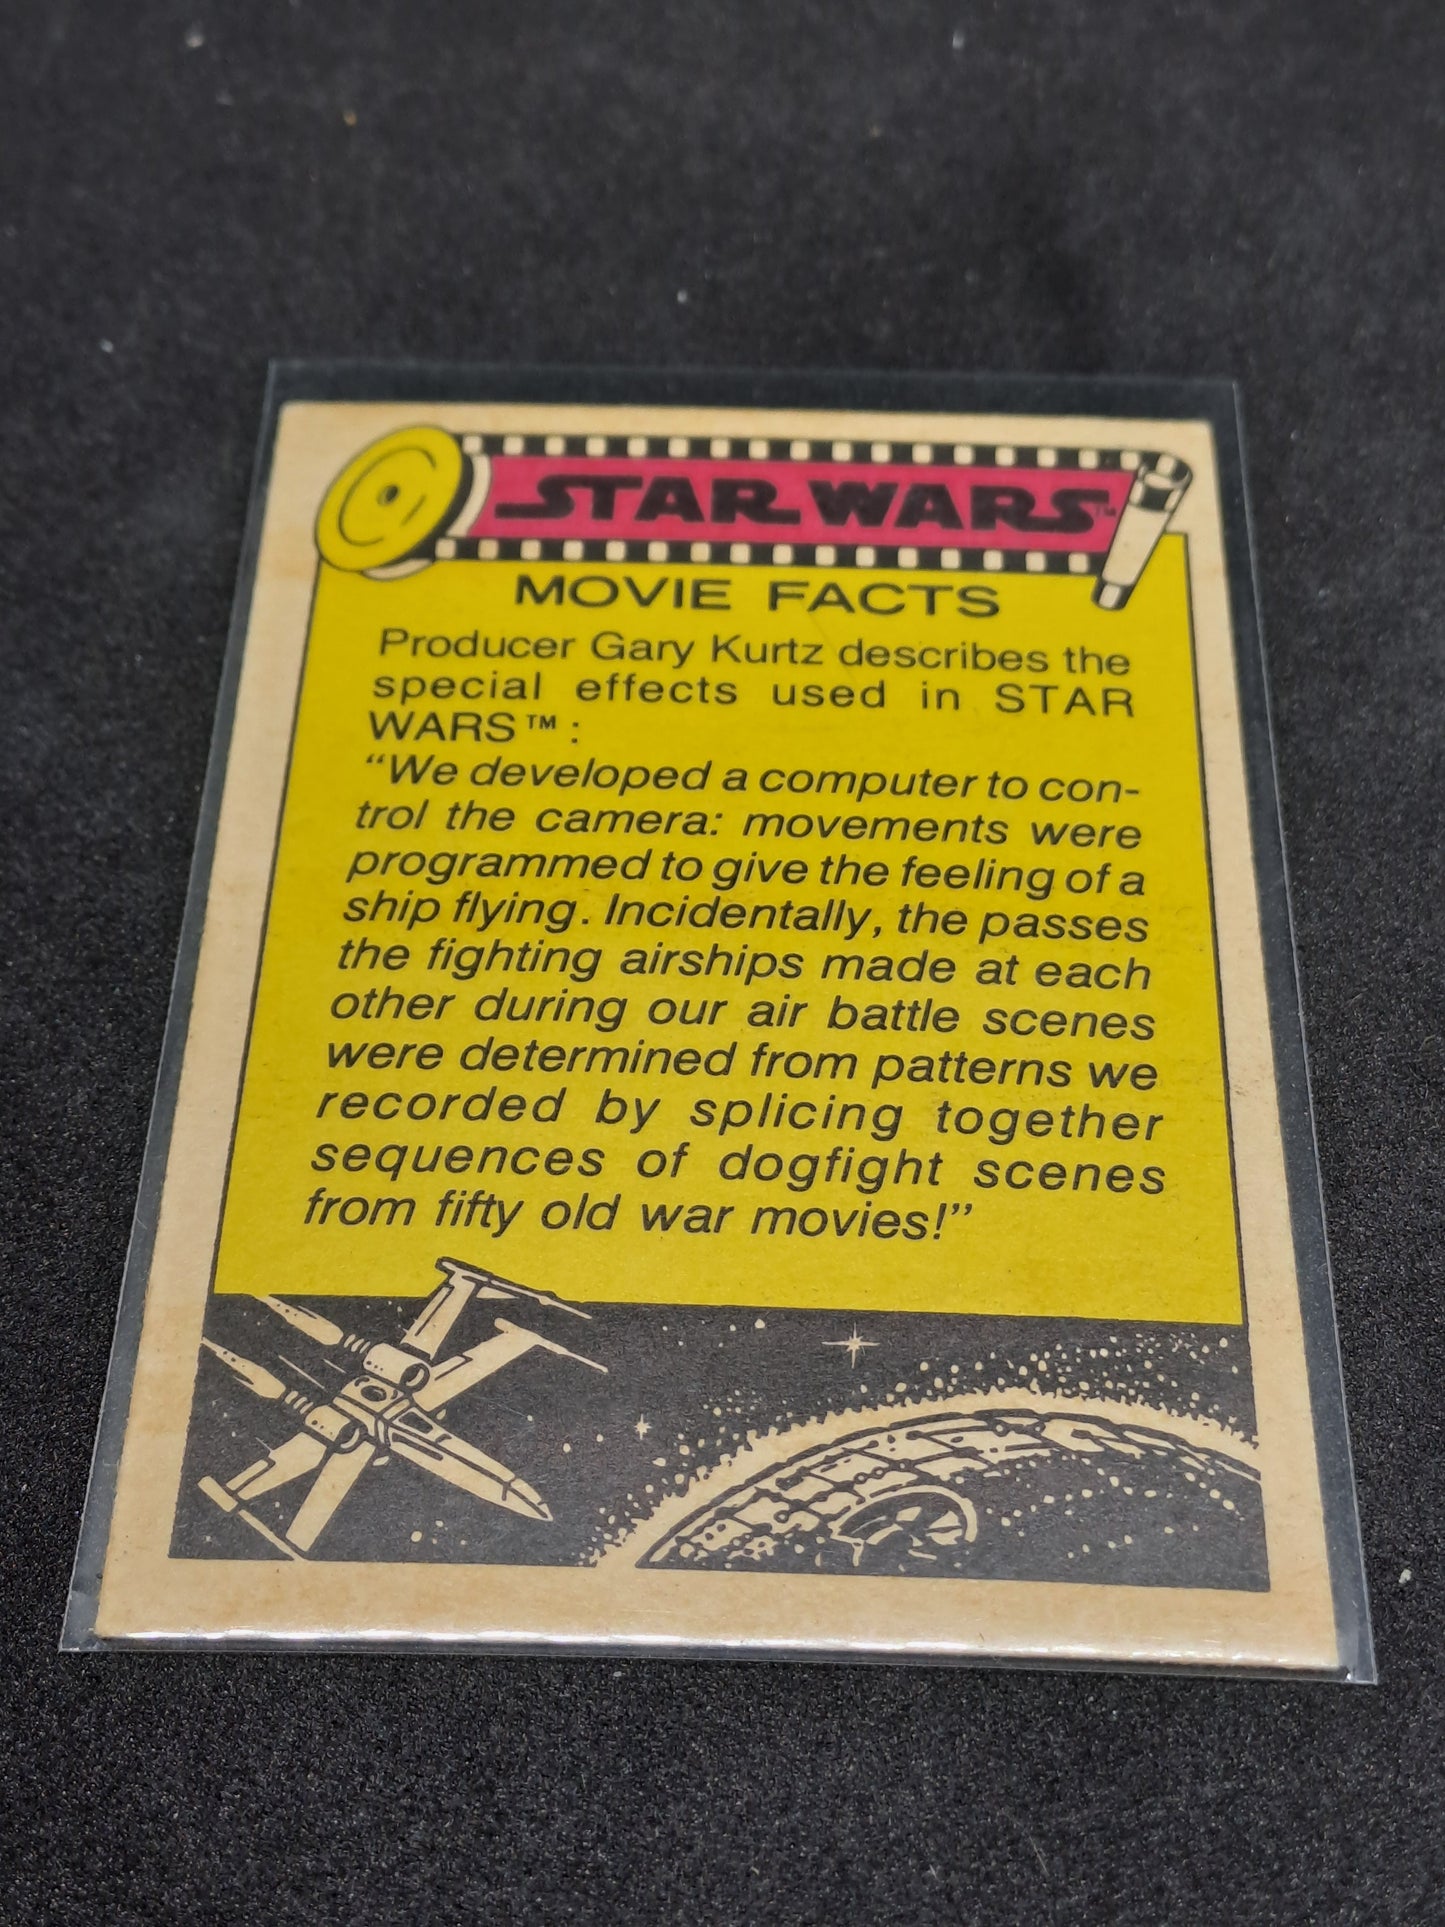 STAR WARS™
MOVIE FACTS
Producer Gary Kurtz describes the
special effects used in STAR
WARS™ :
“We developed a computer to con-
trol the camera: movements were
programmed to give the feeling of a
ship flying. Incidentally, the passes
the fighting airships made at each
other during our air battle scenes
were determined from patterns we
recorded by splicing together
sequences of dogfight scenes
from fifty old war movies!”